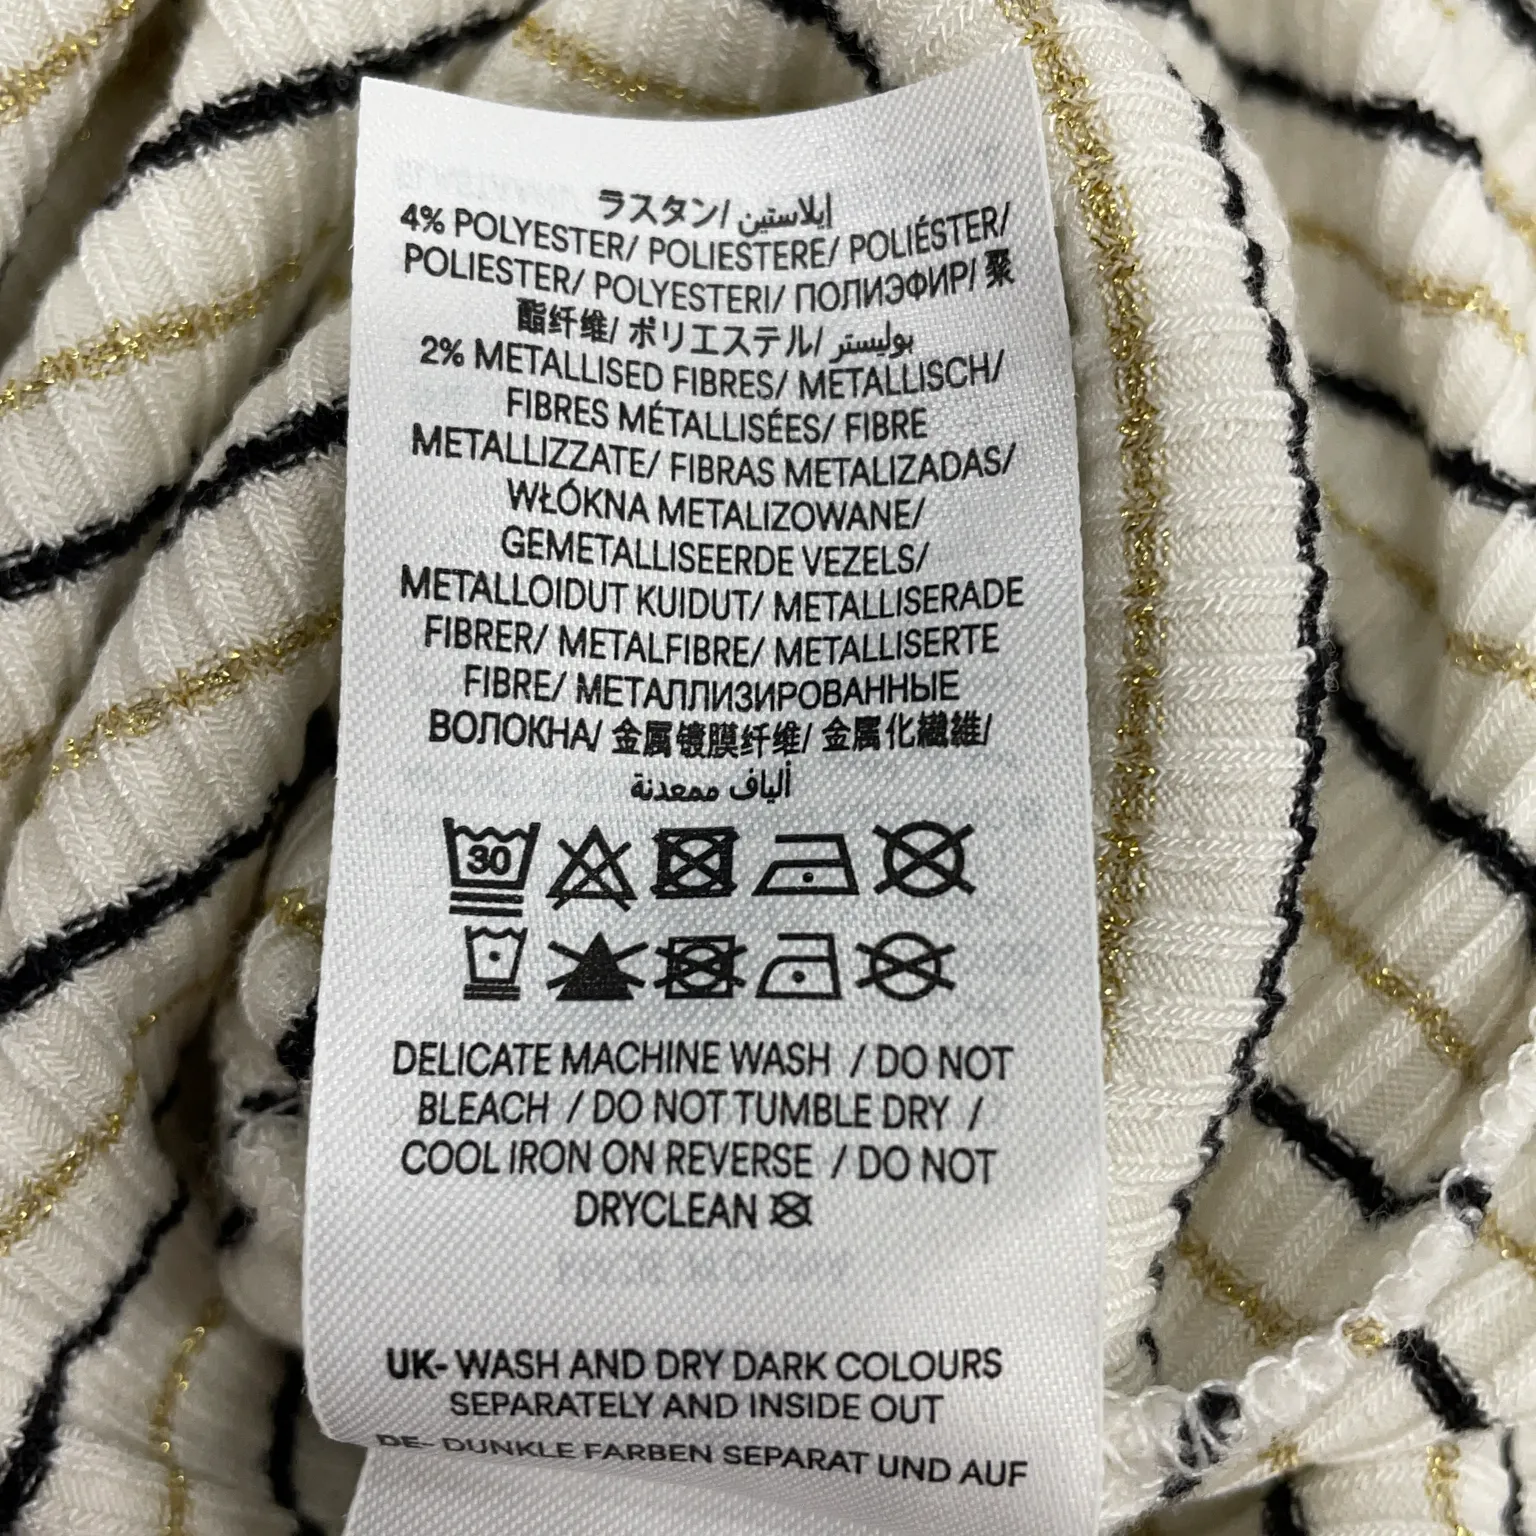 ラスタン/ إيلاستين
4% POLYESTER/ POLIESTERE/ POLIÉSTER/
POLIESTER/ POLYESTERI/ ПОЛИЭФИР/ 聚
酯纤维/ ポリエステル/ بوليستر
2% METALLISED FIBRES/ METALLISCH/
FIBRES MÉTALLISÉES/ FIBRE
METALLIZZATE/ FIBRAS METALIZADAS/
WŁÓKNA METALIZOWANE/
GEMETALLISEERDE VEZELS/
METALLOIDUT KUIDUT/ METALLISERADE
FIBRER/ METALFIBRE/ METALLISERTE
FIBRE/ МЕТАЛЛИЗИРОВАННЫЕ
ВОЛОКНА/ 金属镀膜纤维/ 金属化繊維/
ألياف ممعدنة
30
DELICATE MACHINE WASH / DO NOT
BLEACH / DO NOT TUMBLE DRY /
COOL IRON ON REVERSE / DO NOT
DRYCLEAN
UK- WASH AND DRY DARK COLOURS
SEPARATELY AND INSIDE OUT
DE- DUNKLE FARBEN SEPARAT UND AUF